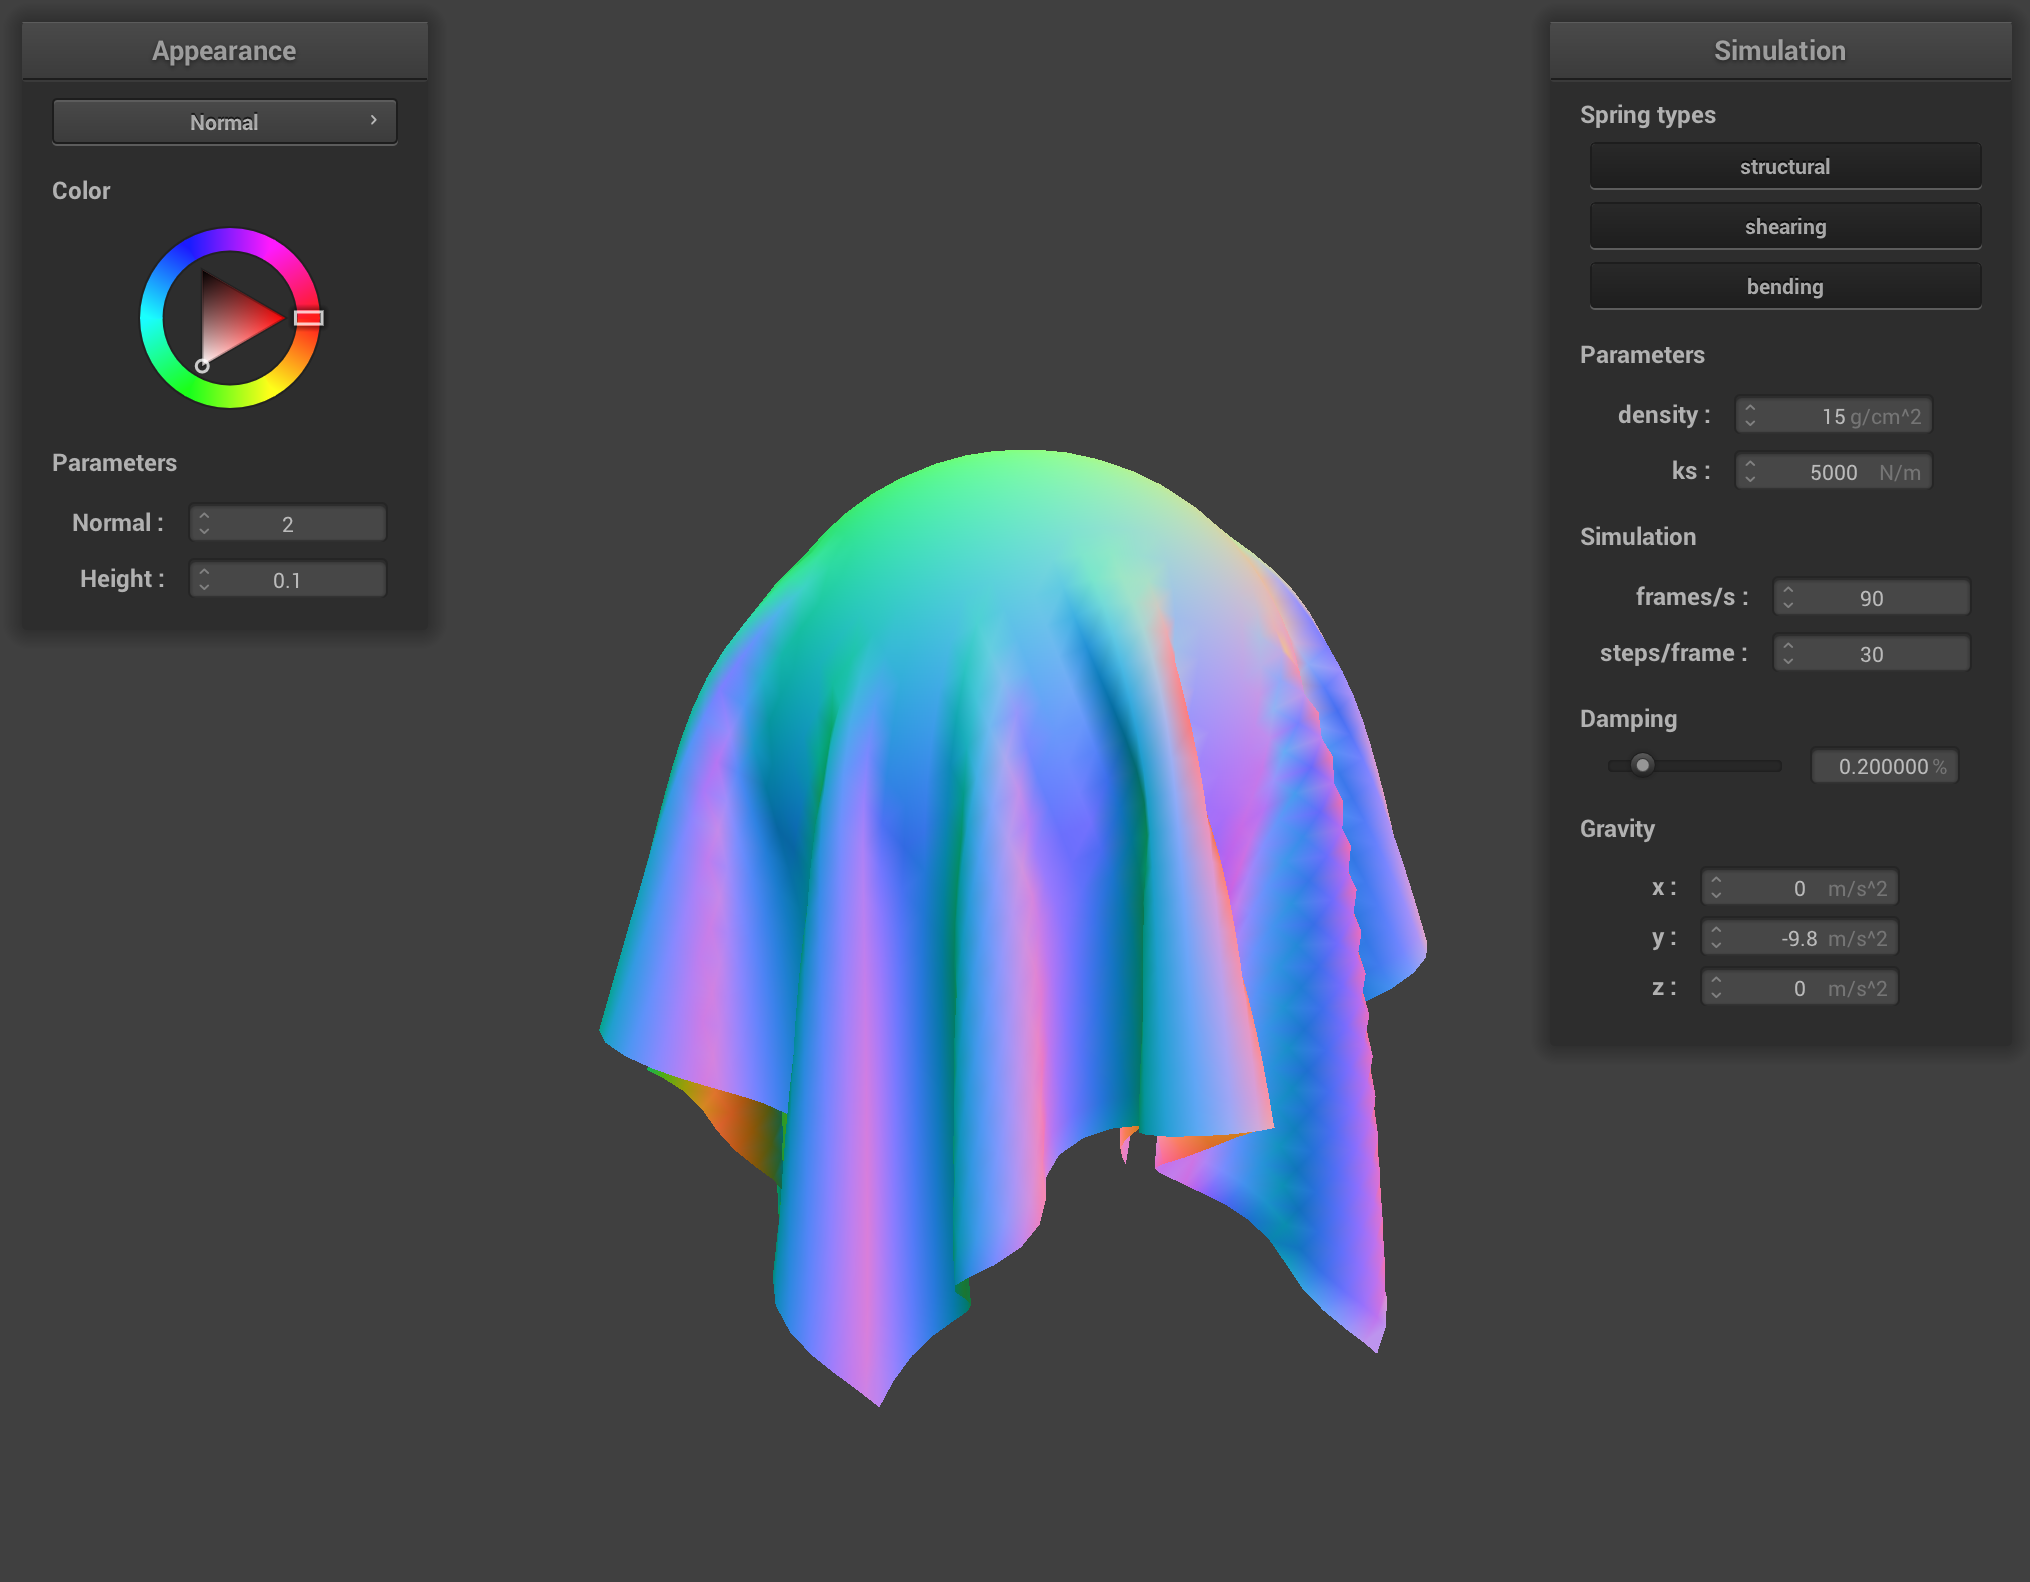 Appearance
Normal
Color
Parameters
Normal : 2
Height : 0.1
Simulation
Spring types
structural
shearing
bending
Parameters
density : 15 g/cm^2
ks : 5000 N/m
Simulation
frames/s : 90
steps/frame : 30
Damping
0.200000 %
Gravity
x : 0 m/s^2
y : -9.8 m/s^2
z : 0 m/s^2